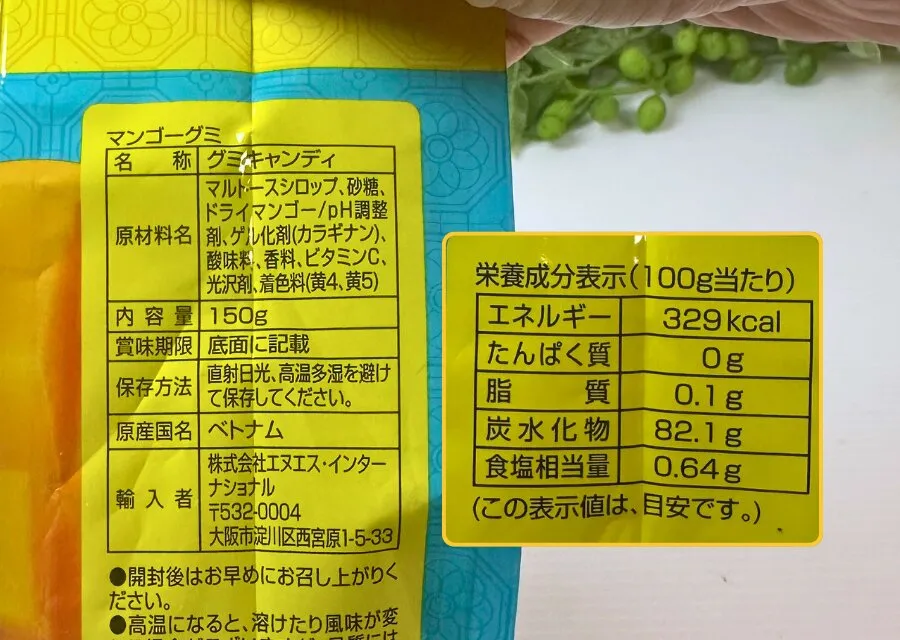 マンゴーグミ
名称 グミキャンディ
原材料名 マルトースシロップ、砂糖、
ドライマンゴー/pH調整
剤、ゲル化剤(カラギナン)、
酸味料、香料、ビタミンC、
光沢剤、着色料(黄4、黄5)
内容量 150g
賞味期限 底面に記載
保存方法 直射日光、高温多湿を避け
て保存してください。
原産国名 ベトナム
輸入者 株式会社エヌエス・インター
ナショナル
〒532-0004
大阪市淀川区西宮原1-5-33
●開封後はお早めにお召し上がりく
ださい。
●高温になると、溶けたり風味が変
栄養成分表示(100g当たり)
エネルギー 329kcal
たんぱく質 0g
脂質 0.1g
炭水化物 82.1g
食塩相当量 0.64g
(この表示値は、目安です。)